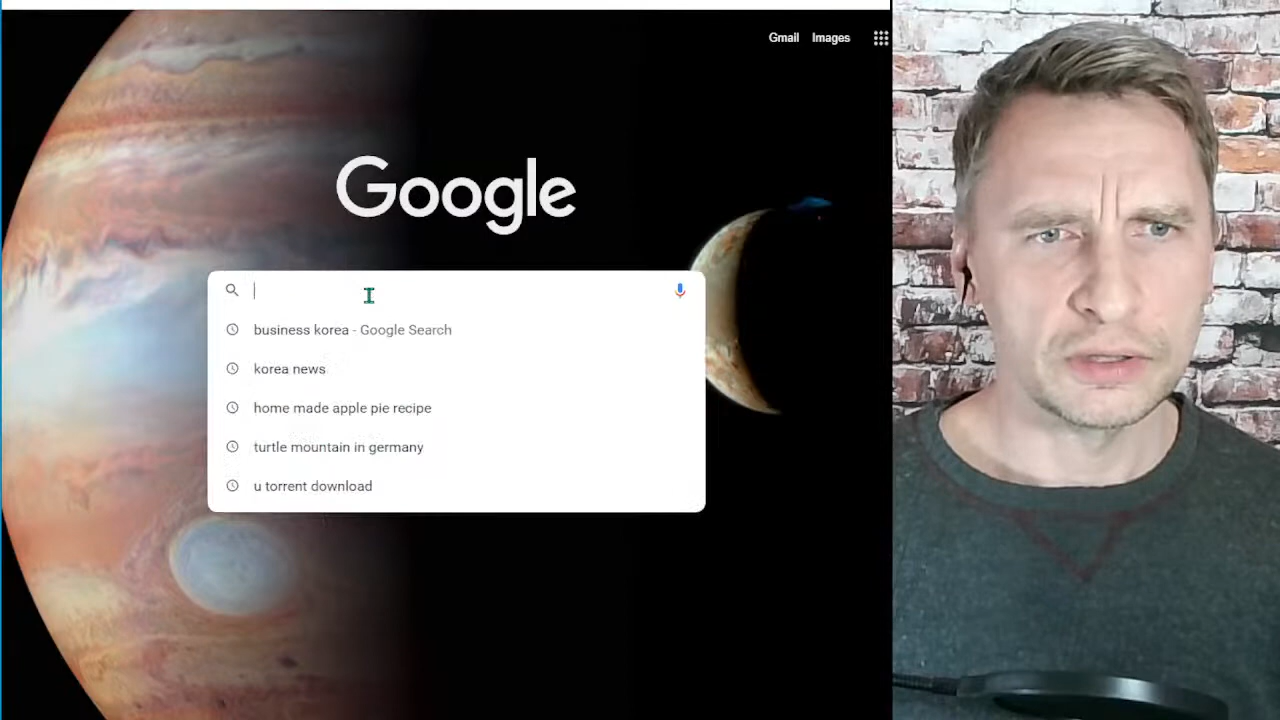 Gmail Images
Google
business korea - Google Search
korea news
home made apple pie recipe
turtle mountain in germany
u torrent download